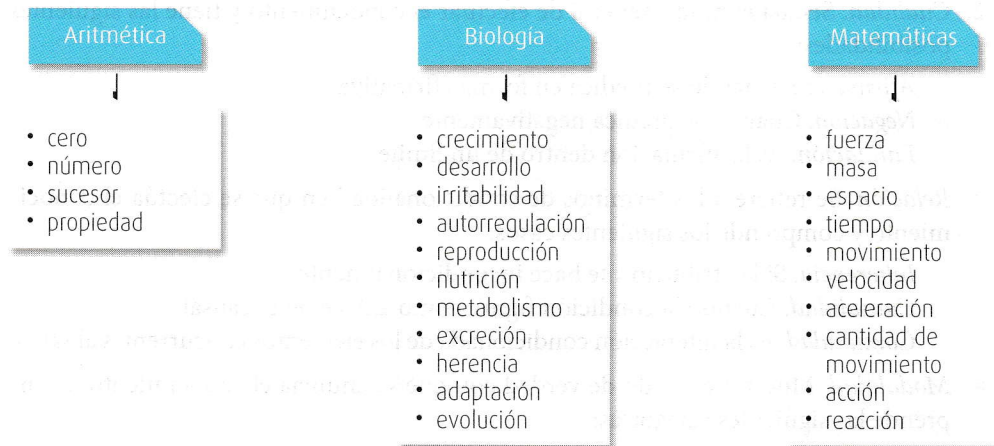 Aritmética
• cero
• número
• sucesor
• propiedad
Biología
• crecimiento
• desarrollo
• irritabilidad
• autorregulación
• reproducción
• nutrición
• metabolismo
• excreción
• herencia
• adaptación
• evolución
Matemáticas
• fuerza
• masa
• espacio
• tiempo
• movimiento
• velocidad
• aceleración
• cantidad de
movimiento
• acción
• reacción